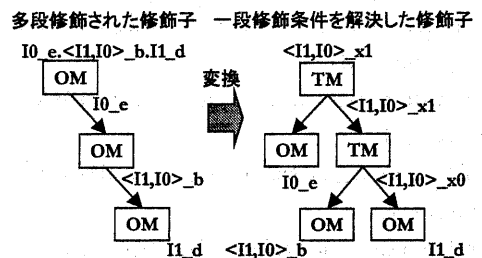 多段修飾された修飾子
一段修飾条件を解決した修飾子
I0_e.<I1,I0>_b.I1_d
OM
I0_e
OM
<I1,I0>_b
OM
I1_d
変換
<I1,I0>_x1
TM
<I1,I0>_x1
OM
TM
I0_e
<I1,I0>_x0
OM
OM
<I1,I0>_b
I1_d